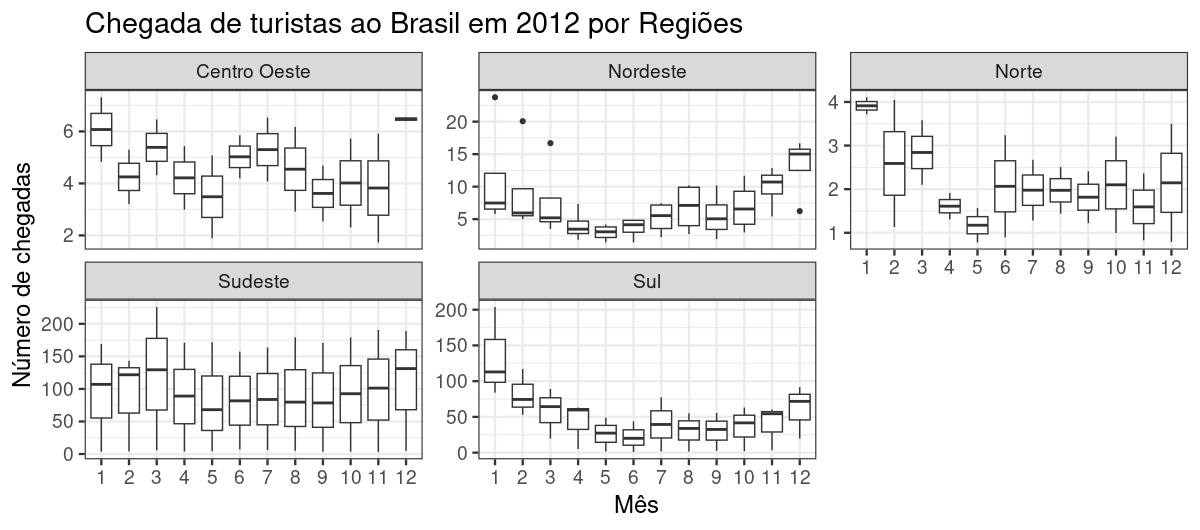 Chegada de turistas ao Brasil em 2012 por Regiões
Centro Oeste
6
4
2
Nordeste
20
15
10
5
Norte
4
3
2
1
1 2 3 4 5 6 7 8 9 10 11 12
Número de chegadas
Sudeste
200
150
100
50
0
1 2 3 4 5 6 7 8 9 10 11 12
Sul
200
150
100
50
0
1 2 3 4 5 6 7 8 9 10 11 12
Mês